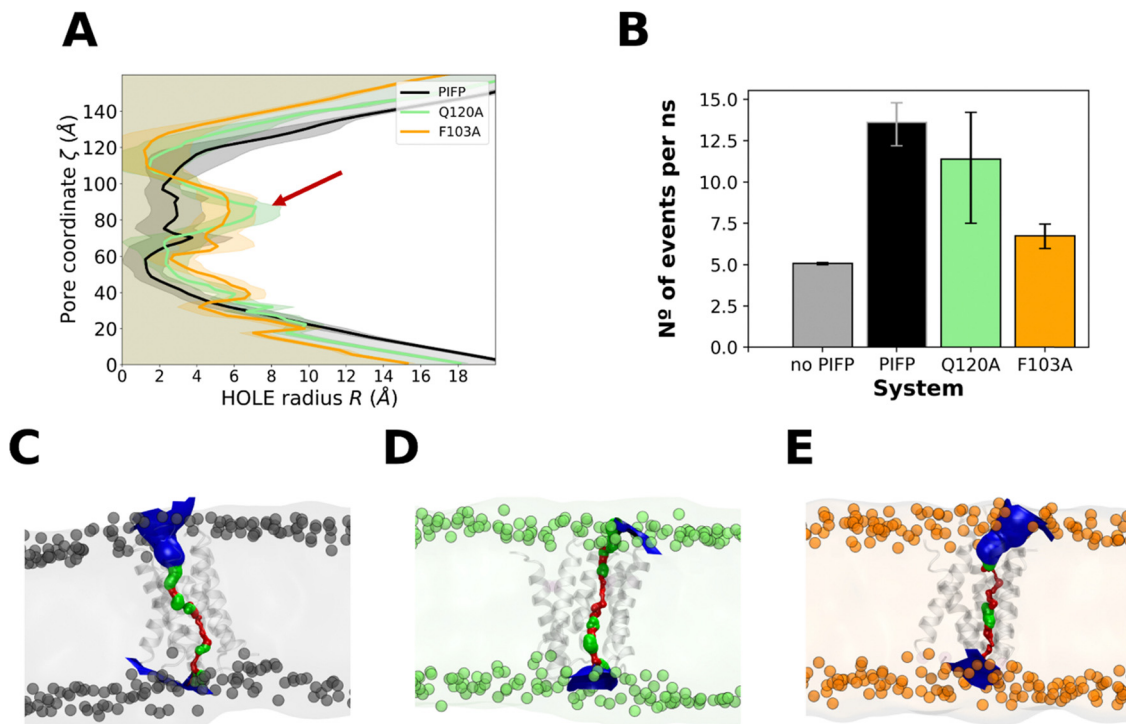 A
B
Pore coordinate ζ (Å)
140
120
100
80
60
40
20
0
PIFP
Q120A
F103A
0 2 4 6 8 10 12 14 16 18
HOLE radius R (Å)
Nº of events per ns
15.0
12.5
10.0
7.5
5.0
2.5
0.0
no PIFP PIFP Q120A F103A
System
C
D
E